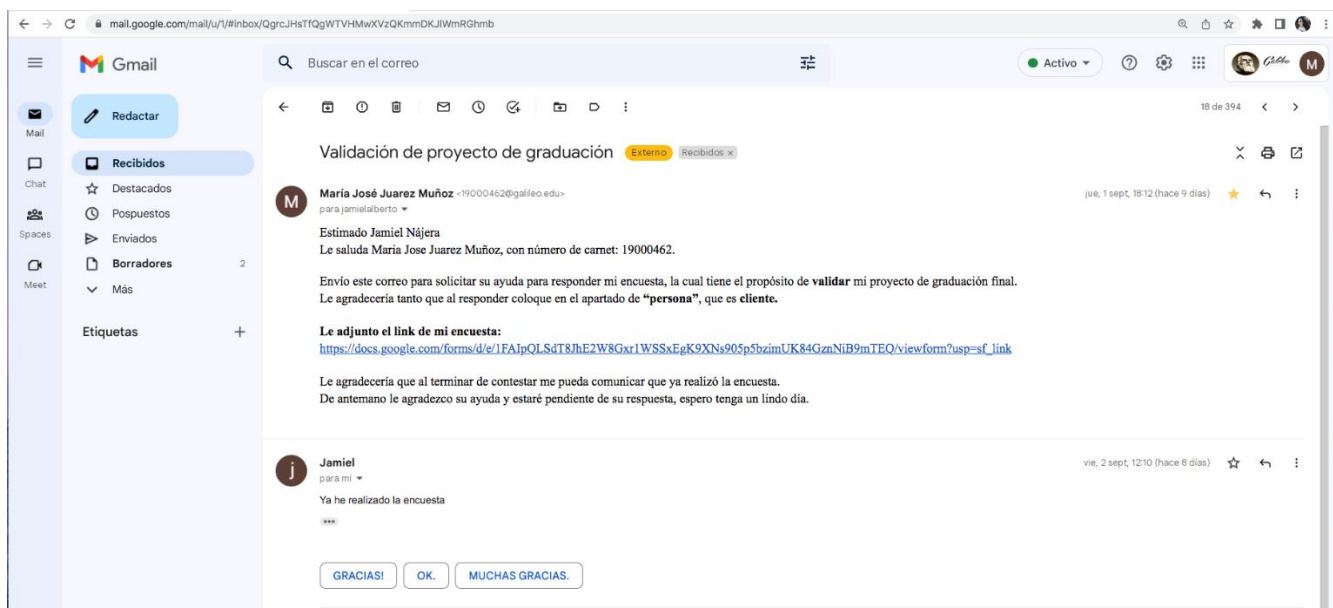 mail.google.com/mail/u/1/#inbox/QgrcJHsTfQgWTVHMwXVzQKmmDKJlWmRGhmb
Gmail
Buscar en el correo
Activo
Galileo
M
Mail
Chat
Spaces
Meet
Redactar
Recibidos
Destacados
Pospuestos
Enviados
Borradores 2
Más
Etiquetas
18 de 394
Validación de proyecto de graduación Externo Recibidos x
M
María José Juarez Muñoz <19000462@galileo.edu> jue, 1 sept, 18:12 (hace 9 días)
para jamielalberto
Estimado Jamiel Nájera
Le saluda Maria Jose Juarez Muñoz, con número de carnet: 19000462.
Envío este correo para solicitar su ayuda para responder mi encuesta, la cual tiene el propósito de validar mi proyecto de graduación final.
Le agradecería tanto que al responder coloque en el apartado de “persona”, que es cliente.
Le adjunto el link de mi encuesta:
https://docs.google.com/forms/d/e/1FAIpQLSdT8JhE2W8Gxr1WSSxEgK9XNs905p5bzimUK84GznNiB9mTEQ/viewform?usp=sf_link
Le agradecería que al terminar de contestar me pueda comunicar que ya realizó la encuesta.
De antemano le agradezco su ayuda y estaré pendiente de su respuesta, espero tenga un lindo día.
j
Jamiel vie, 2 sept, 12:10 (hace 8 días)
para mí
Ya he realizado la encuesta
GRACIAS! OK. MUCHAS GRACIAS.